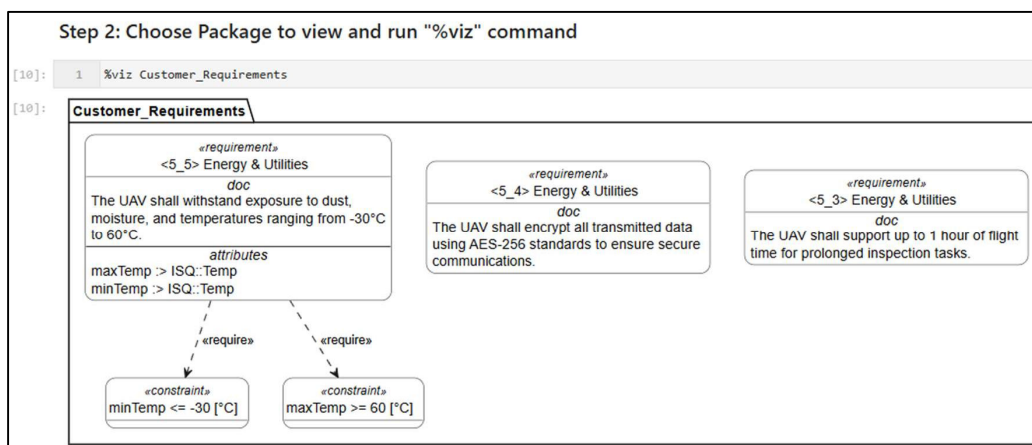 Step 2: Choose Package to view and run "%viz" command
[10]: 1 %viz Customer_Requirements
[10]:
Customer_Requirements
«requirement»
<5_5> Energy & Utilities
doc
The UAV shall withstand exposure to dust,
moisture, and temperatures ranging from -30°C
to 60°C.
attributes
maxTemp :> ISQ::Temp
minTemp :> ISQ::Temp
«requirement»
<5_4> Energy & Utilities
doc
The UAV shall encrypt all transmitted data
using AES-256 standards to ensure secure
communications.
«requirement»
<5_3> Energy & Utilities
doc
The UAV shall support up to 1 hour of flight
time for prolonged inspection tasks.
«require»
«require»
«constraint»
minTemp <= -30 [°C]
«constraint»
maxTemp >= 60 [°C]